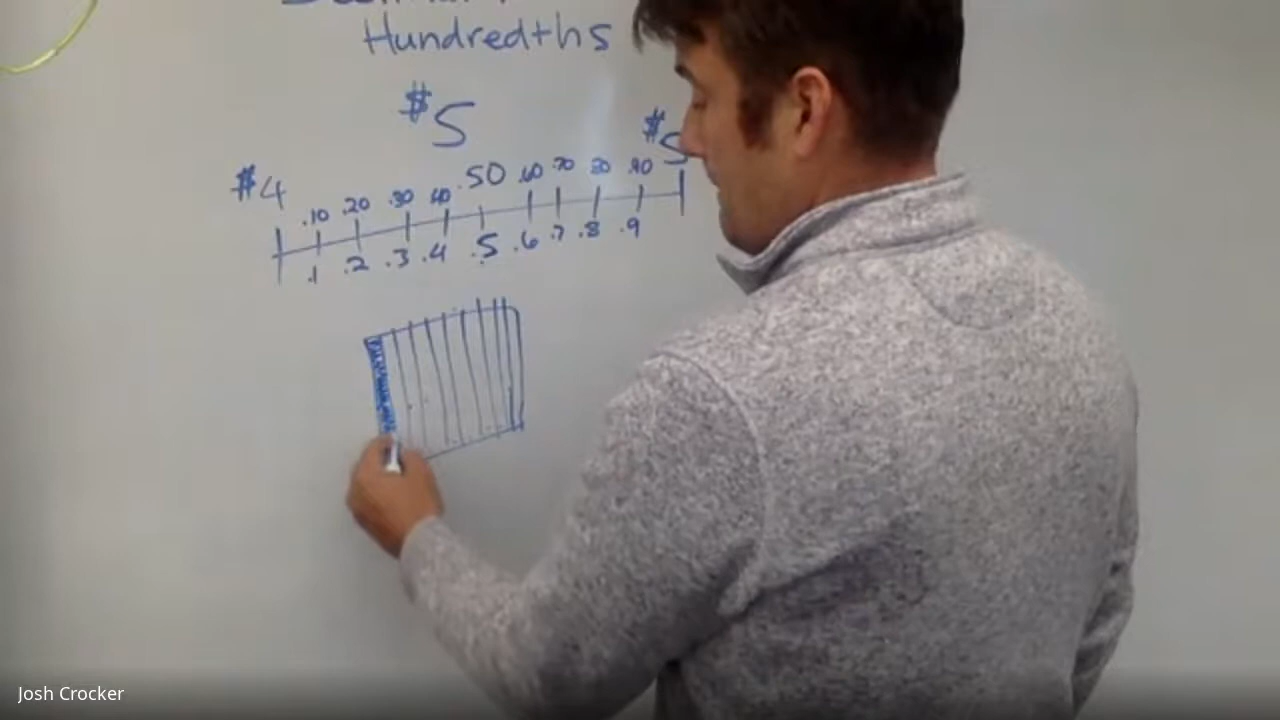 Hundredths
$5
$4 $5
.10 .20 .30 .40 .50 .60 .70 .80 .90
.1 .2 .3 .4 .5 .6 .7 .8 .9
Josh Crocker